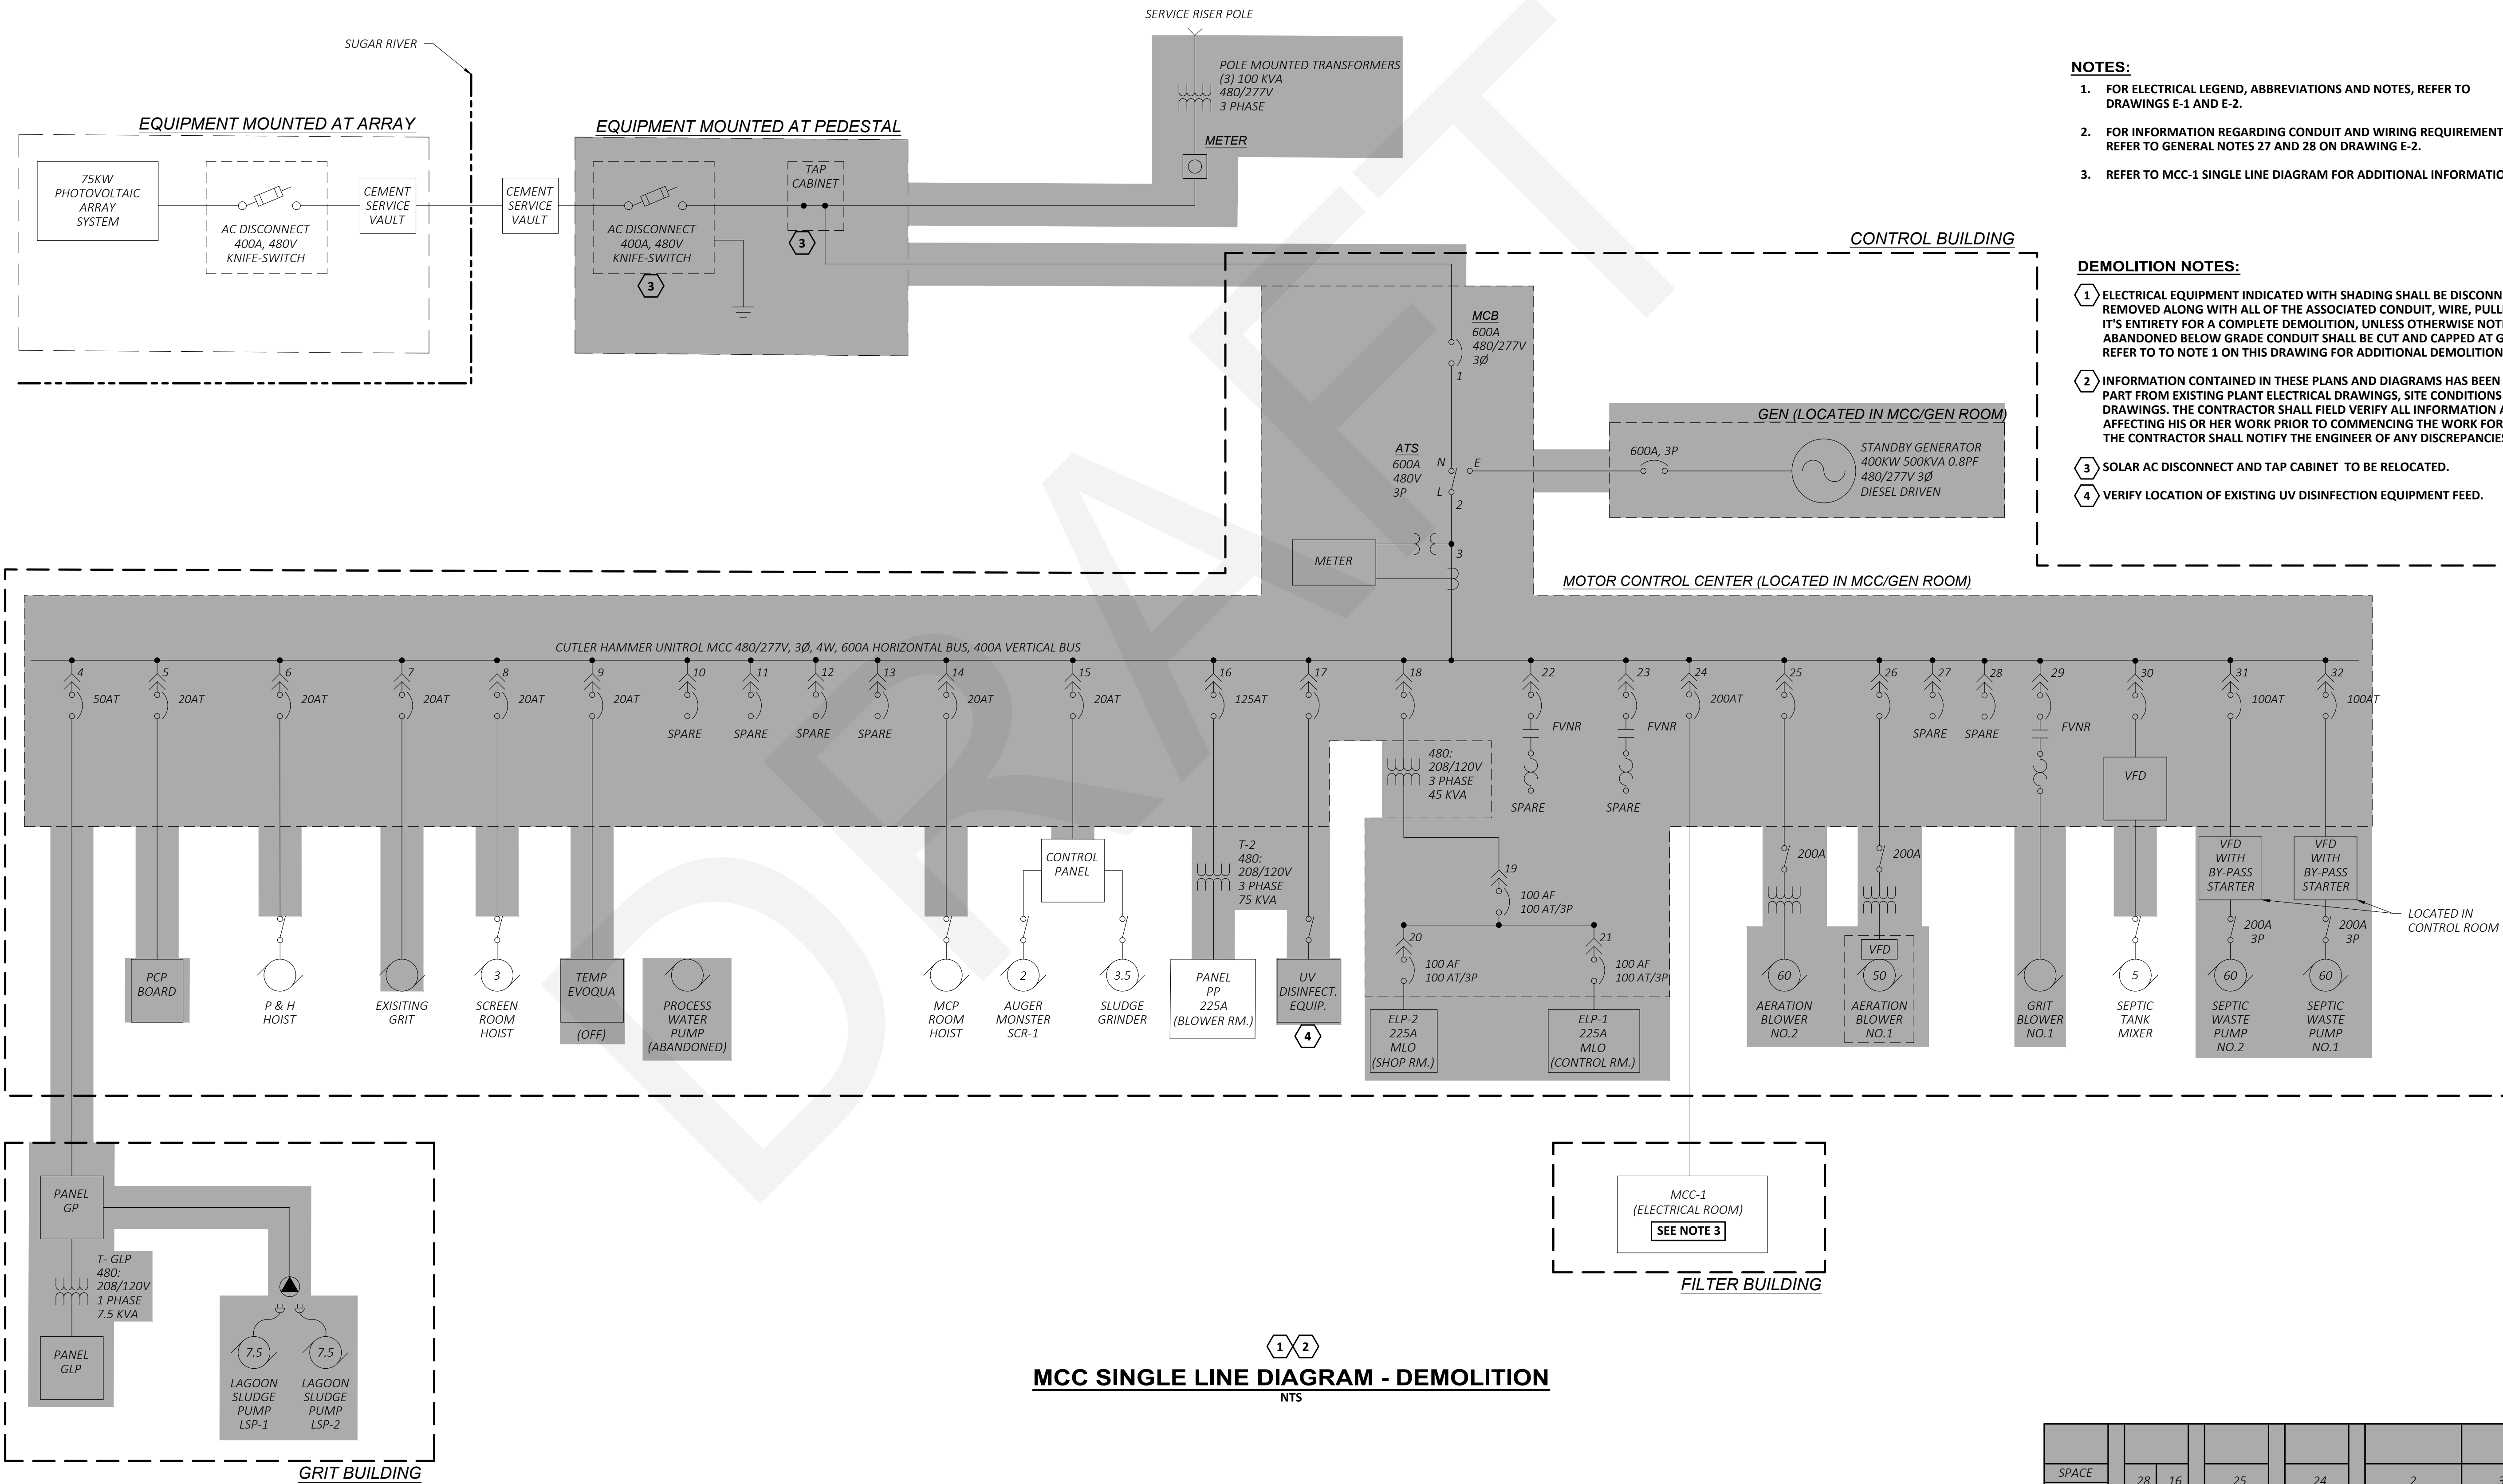 SERVICE RISER POLE
SUGAR RIVER
POLE MOUNTED TRANSFORMERS
(3) 100 KVA
480/277V
3 PHASE
METER
EQUIPMENT MOUNTED AT ARRAY
75KW
PHOTOVOLTAIC
ARRAY
SYSTEM
AC DISCONNECT
400A, 480V
KNIFE-SWITCH
CEMENT
SERVICE
VAULT
CEMENT
SERVICE
VAULT
EQUIPMENT MOUNTED AT PEDESTAL
AC DISCONNECT
400A, 480V
KNIFE-SWITCH
3
TAP
CABINET
3
NOTES:
1. FOR ELECTRICAL LEGEND, ABBREVIATIONS AND NOTES, REFER TO
DRAWINGS E-1 AND E-2.
2. FOR INFORMATION REGARDING CONDUIT AND WIRING REQUIREMENT
REFER TO GENERAL NOTES 27 AND 28 ON DRAWING E-2.
3. REFER TO MCC-1 SINGLE LINE DIAGRAM FOR ADDITIONAL INFORMATIO
CONTROL BUILDING
DEMOLITION NOTES:
1 ELECTRICAL EQUIPMENT INDICATED WITH SHADING SHALL BE DISCONN
REMOVED ALONG WITH ALL OF THE ASSOCIATED CONDUIT, WIRE, PULL
IT'S ENTIRETY FOR A COMPLETE DEMOLITION, UNLESS OTHERWISE NOT
ABANDONED BELOW GRADE CONDUIT SHALL BE CUT AND CAPPED AT G
REFER TO TO NOTE 1 ON THIS DRAWING FOR ADDITIONAL DEMOLITION
2 INFORMATION CONTAINED IN THESE PLANS AND DIAGRAMS HAS BEEN
PART FROM EXISTING PLANT ELECTRICAL DRAWINGS, SITE CONDITIONS
DRAWINGS. THE CONTRACTOR SHALL FIELD VERIFY ALL INFORMATION A
AFFECTING HIS OR HER WORK PRIOR TO COMMENCING THE WORK FOR
THE CONTRACTOR SHALL NOTIFY THE ENGINEER OF ANY DISCREPANCIES
3 SOLAR AC DISCONNECT AND TAP CABINET TO BE RELOCATED.
4 VERIFY LOCATION OF EXISTING UV DISINFECTION EQUIPMENT FEED.
MCB
600A
480/277V
3Ø
1
ATS
600A
480V
3P
N
E
L
2
3
METER
GEN (LOCATED IN MCC/GEN ROOM)
600A, 3P
STANDBY GENERATOR
400KW 500KVA 0.8PF
480/277V 3Ø
DIESEL DRIVEN
MOTOR CONTROL CENTER (LOCATED IN MCC/GEN ROOM)
CUTLER HAMMER UNITROL MCC 480/277V, 3Ø, 4W, 600A HORIZONTAL BUS, 400A VERTICAL BUS
4
50AT
5
20AT
6
20AT
7
20AT
8
20AT
9
20AT
10
SPARE
11
SPARE
12
SPARE
13
SPARE
14
20AT
15
20AT
16
125AT
17
18
22
FVNR
SPARE
23
FVNR
SPARE
24
200AT
25
26
27
SPARE
28
SPARE
29
FVNR
30
VFD
31
100AT
32
100AT
480:
208/120V
3 PHASE
45 KVA
PCP
BOARD
P & H
HOIST
EXISITING
GRIT
3
SCREEN
ROOM
HOIST
TEMP
EVOQUA
(OFF)
PROCESS
WATER
PUMP
(ABANDONED)
MCP
ROOM
HOIST
CONTROL
PANEL
2
AUGER
MONSTER
SCR-1
3.5
SLUDGE
GRINDER
T-2
480:
208/120V
3 PHASE
75 KVA
PANEL
PP
225A
(BLOWER RM.)
UV
DISINFECT.
EQUIP.
4
19
100 AF
100 AT/3P
20
100 AF
100 AT/3P
21
100 AF
100 AT/3P
ELP-2
225A
MLO
(SHOP RM.)
ELP-1
225A
MLO
(CONTROL RM.)
200A
60
AERATION
BLOWER
NO.2
200A
VFD
50
AERATION
BLOWER
NO.1
GRIT
BLOWER
NO.1
5
SEPTIC
TANK
MIXER
VFD
WITH
BY-PASS
STARTER
200A
3P
60
SEPTIC
WASTE
PUMP
NO.2
VFD
WITH
BY-PASS
STARTER
200A
3P
60
SEPTIC
WASTE
PUMP
NO.1
LOCATED IN
CONTROL ROOM
PANEL
GP
T- GLP
480:
208/120V
1 PHASE
7.5 KVA
PANEL
GLP
7.5
LAGOON
SLUDGE
PUMP
LSP-1
7.5
LAGOON
SLUDGE
PUMP
LSP-2
GRIT BUILDING
MCC-1
(ELECTRICAL ROOM)
SEE NOTE 3
FILTER BUILDING
1 2
MCC SINGLE LINE DIAGRAM - DEMOLITION
NTS
SPACE
28
16
25
24
2
DRAFT